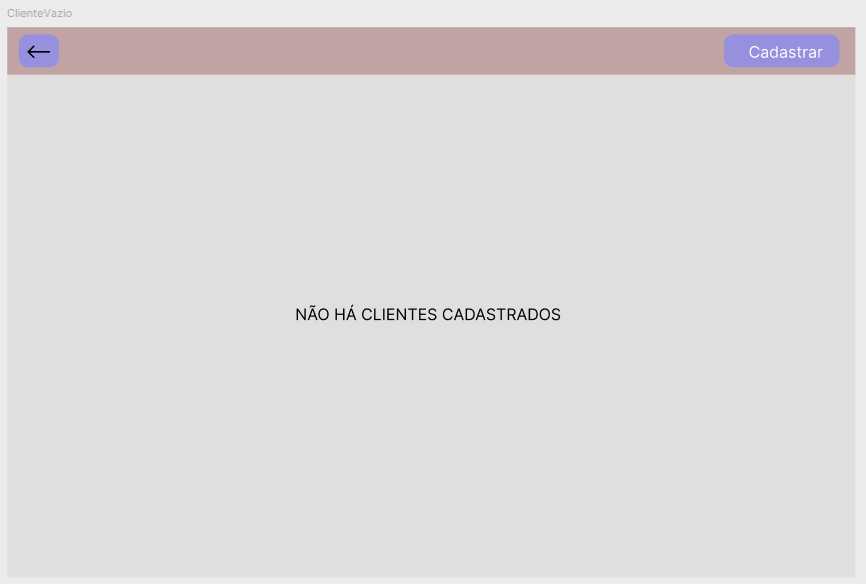 ClienteVazio
Cadastrar
NÃO HÁ CLIENTES CADASTRADOS